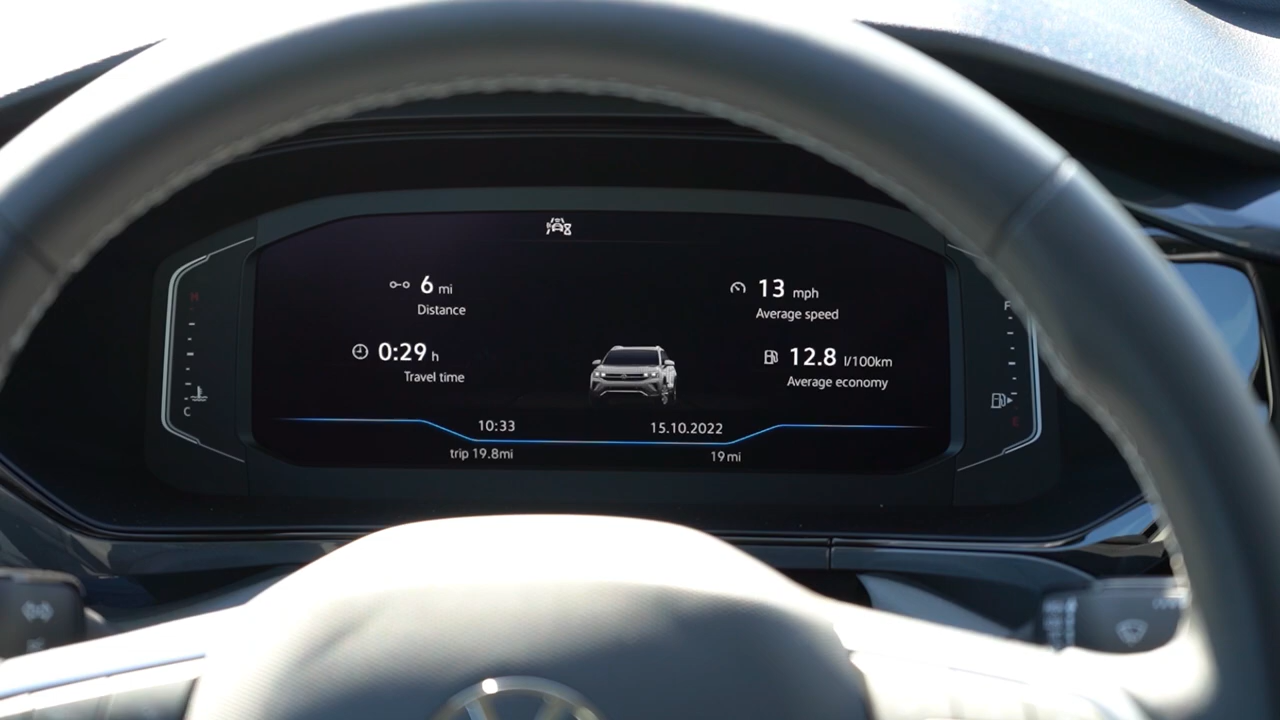 6 mi
Distance
13 mph
Average speed
0:29 h
Travel time
12.8 l/100km
Average economy
H
C
F
E
10:33
15.10.2022
trip 19.8mi
19 mi